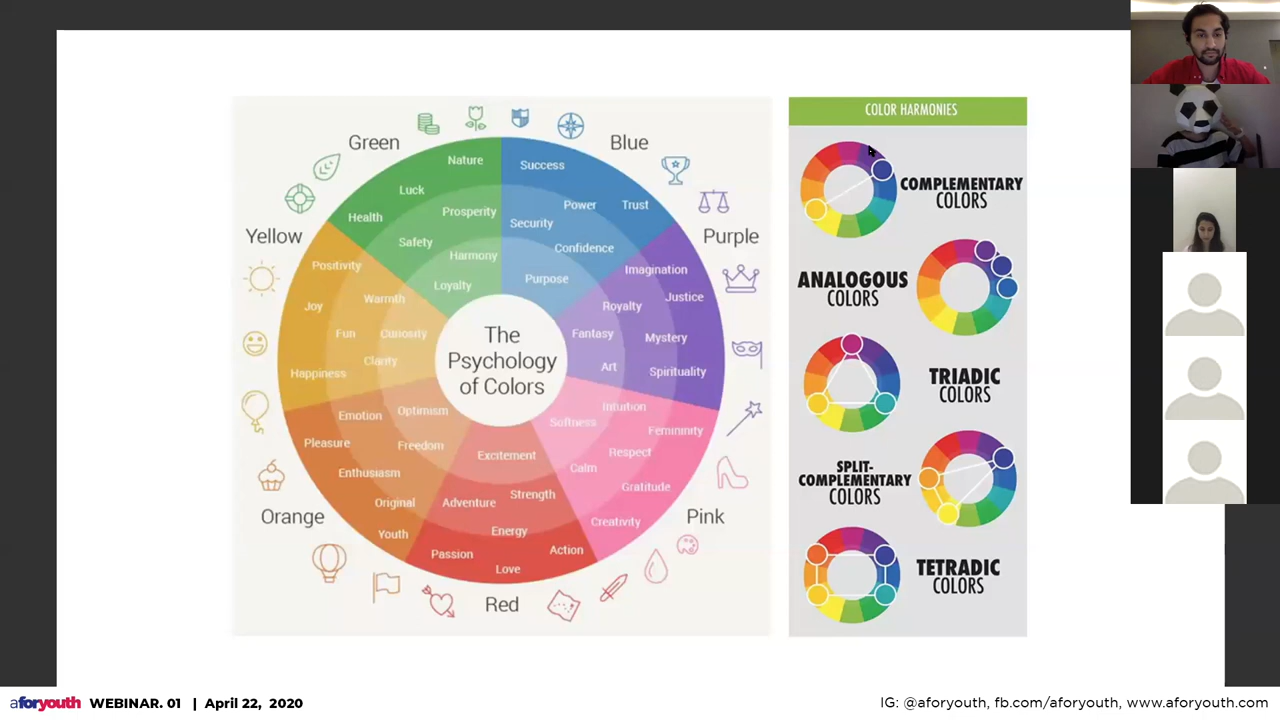 Green
Nature
Luck
Health
Prosperity
Safety
Harmony
Loyalty
Blue
Success
Power
Trust
Security
Confidence
Purpose
Purple
Imagination
Justice
Royalty
Fantasy
Mystery
Art
Spirituality
Yellow
Positivity
Joy
Warmth
Fun
Curiosity
Clarity
Happiness
The
Psychology
of Colors
Orange
Emotion
Optimism
Pleasure
Freedom
Enthusiasm
Original
Youth
Red
Excitement
Adventure
Strength
Energy
Passion
Action
Love
Pink
Intuition
Softness
Femininity
Respect
Calm
Gratitude
Creativity
COLOR HARMONIES
COMPLEMENTARY
COLORS
ANALOGOUS
COLORS
TRIADIC
COLORS
SPLIT-
COMPLEMENTARY
COLORS
TETRADIC
COLORS
aforyouth WEBINAR. 01 | April 22, 2020
IG: @aforyouth, fb.com/aforyouth, www.aforyouth.com